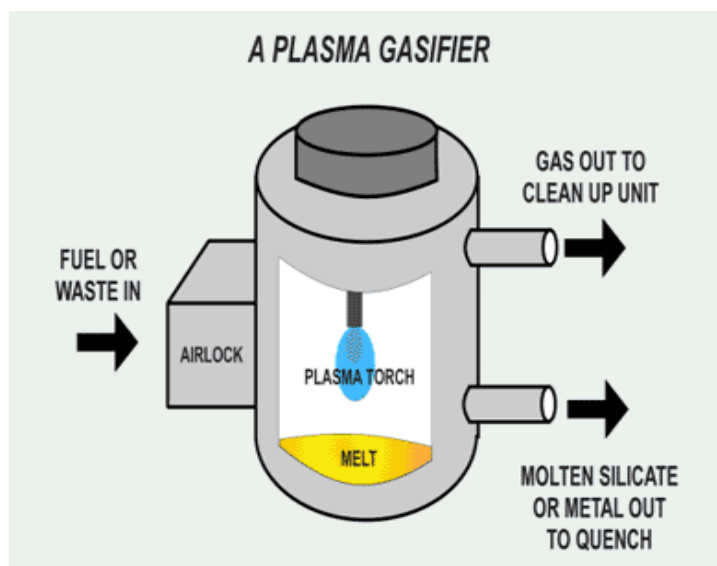 A PLASMA GASIFIER
GAS OUT TO
CLEAN UP UNIT
FUEL OR
WASTE IN
AIRLOCK
PLASMA TORCH
MELT
MOLTEN SILICATE
OR METAL OUT
TO QUENCH